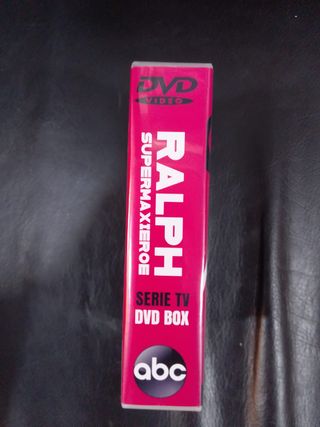 DVD
VIDEO
RALPH
SUPERMAXIEROE
SERIE TV
DVD BOX
abc